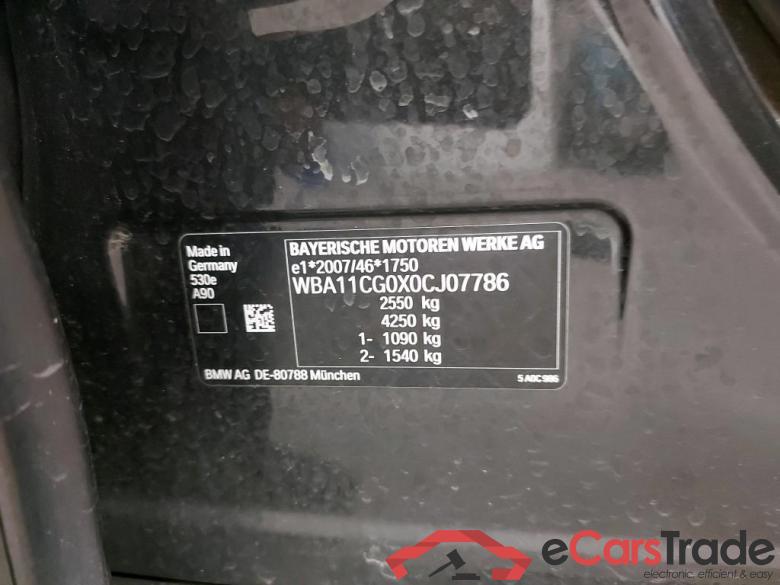 Made in
Germany
530e
A90
BAYERISCHE MOTOREN WERKE AG
e1*2007/46*1750
WBA11CG0X0CJ07786
2550 kg
4250 kg
1- 1090 kg
2- 1540 kg
BMW AG DE-80788 München
5 A0C 986
eCarsTrade
electronic, efficient & easy